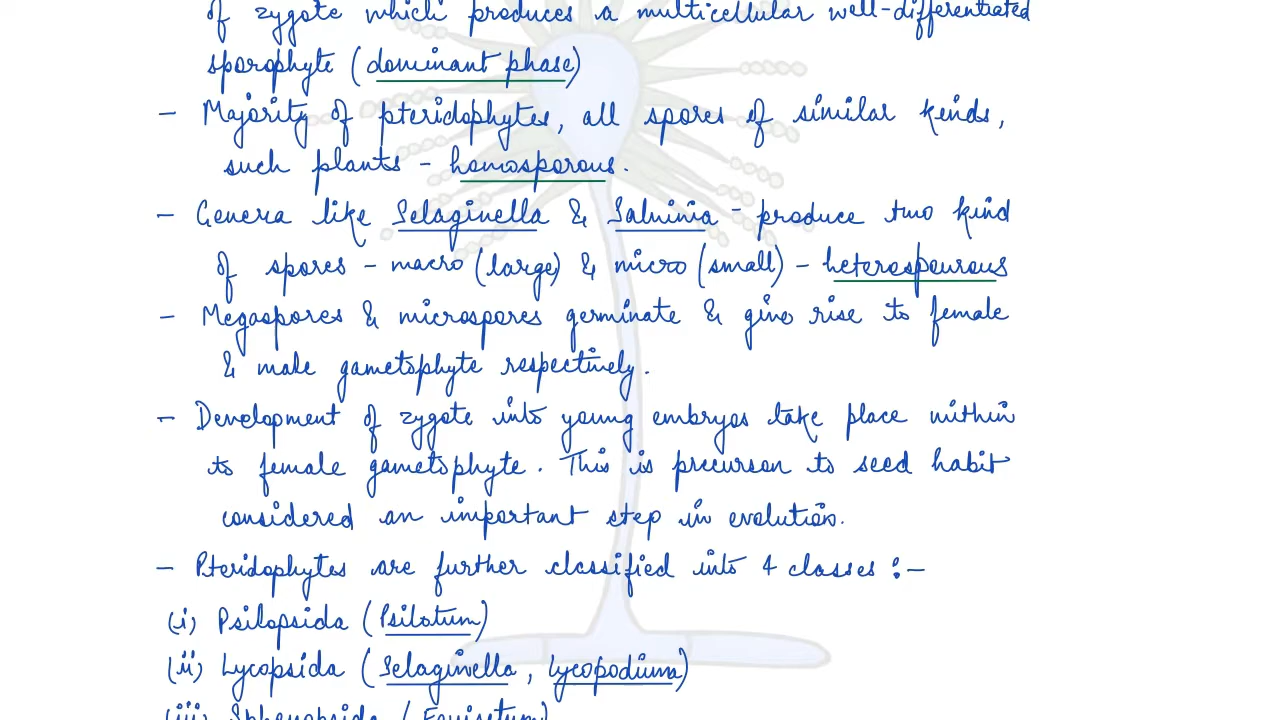 of zygote which produces a multicellular well-differentiated
sporophyte (dominant phase)
- Majority of pteridophytes, all spores of similar kinds,
such plants - homosporous.
- Genera like Selaginella & Salvinia - produce two kind
of spores - macro (large) & micro (small) - heterosporous
- Megaspores & microspores germinate & give rise to female
& male gametophyte respectively.
- Development of zygote into young embryos take place within
to female gametophyte. This is precursor to seed habit
considered an important step in evolution.
- Pteridophytes are further classified into 4 classes :-
(i) Psilopsida (Psilotum)
(ii) Lycopsida (Selaginella, Lycopodium)
(iii) Sphenopsida (Equisetum)